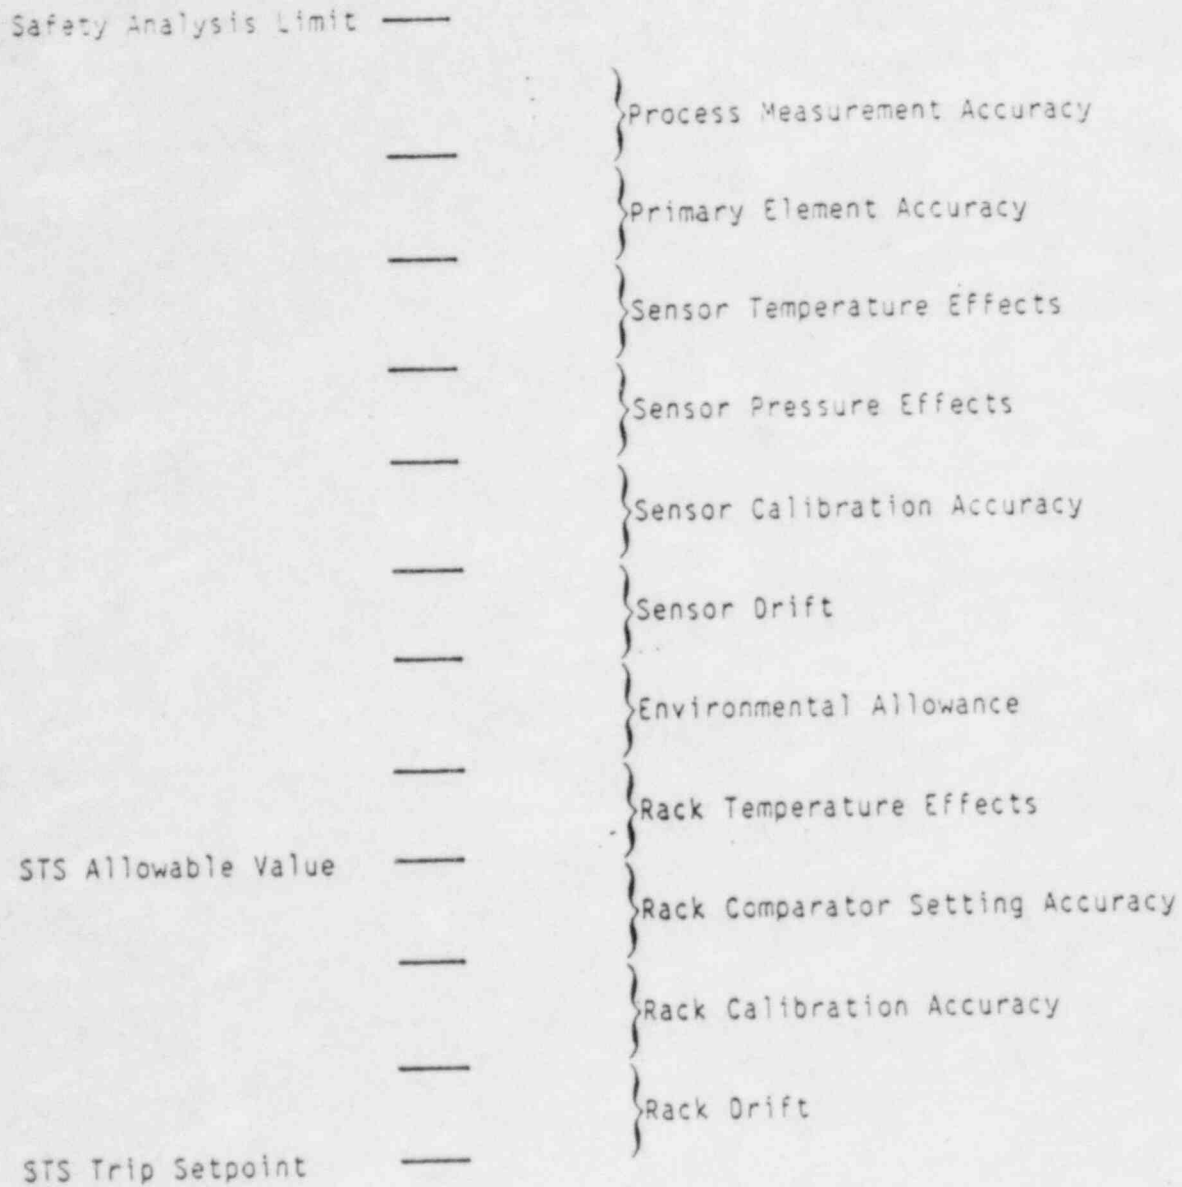 Safety Analysis Limit
Process Measurement Accuracy
Primary Element Accuracy
Sensor Temperature Effects
Sensor Pressure Effects
Sensor Calibration Accuracy
Sensor Drift
Environmental Allowance
Rack Temperature Effects
STS Allowable Value
Rack Comparator Setting Accuracy
Rack Calibration Accuracy
Rack Drift
STS Trip Setpoint